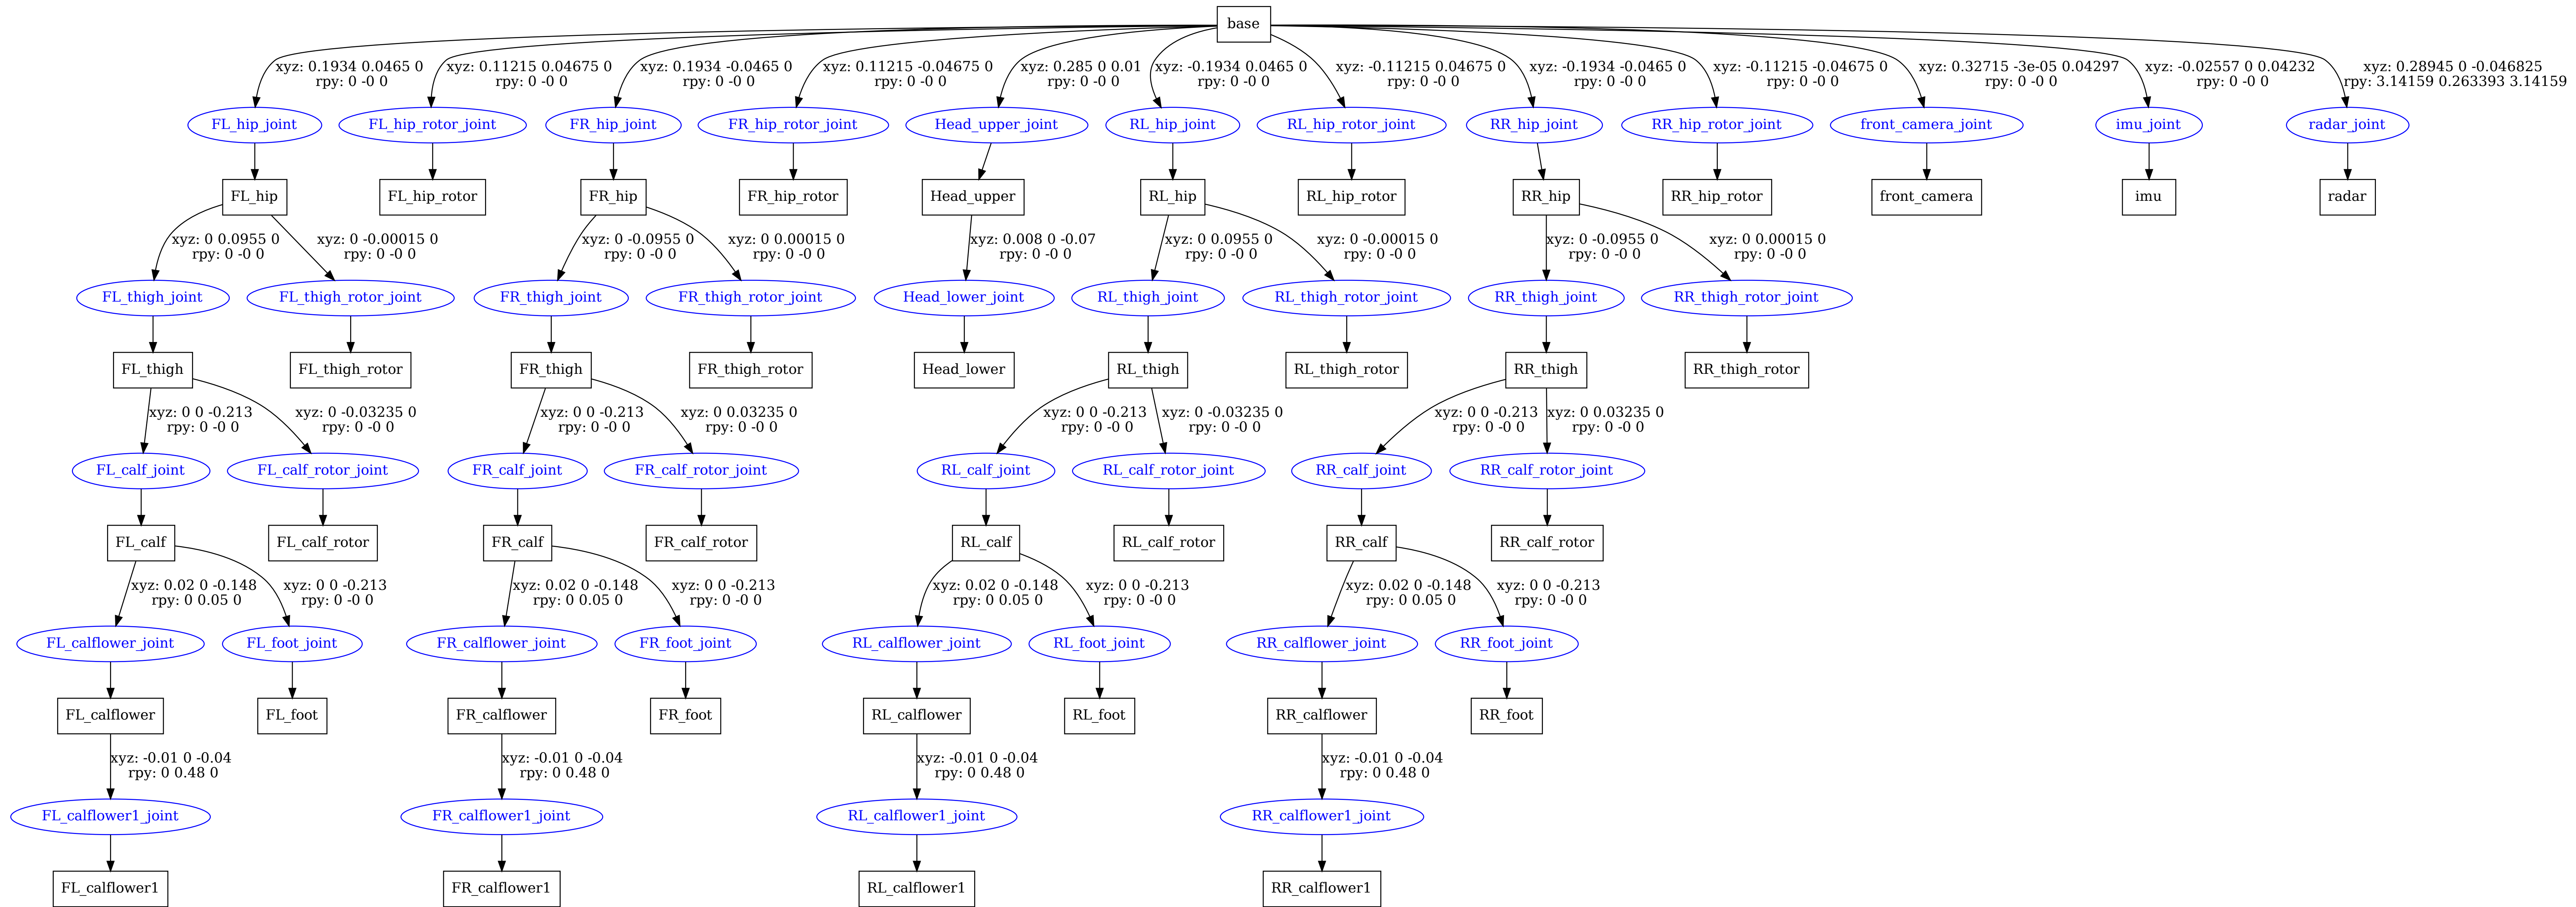 base
xyz: 0.1934 0.0465 0
rpy: 0 -0 0
xyz: 0.11215 0.04675 0
rpy: 0 -0 0
xyz: 0.1934 -0.0465 0
rpy: 0 -0 0
xyz: 0.11215 -0.04675 0
rpy: 0 -0 0
xyz: 0.285 0 0.01
rpy: 0 -0 0
xyz: -0.1934 0.0465 0
rpy: 0 -0 0
xyz: -0.11215 0.04675 0
rpy: 0 -0 0
xyz: -0.1934 -0.0465 0
rpy: 0 -0 0
xyz: -0.11215 -0.04675 0
rpy: 0 -0 0
xyz: 0.32715 -3e-05 0.04297
rpy: 0 -0 0
xyz: -0.02557 0 0.04232
rpy: 0 -0 0
xyz: 0.28945 0 -0.046825
rpy: 3.14159 0.263393 3.14159
FL_hip_joint
FL_hip_rotor_joint
FR_hip_joint
FR_hip_rotor_joint
Head_upper_joint
RL_hip_joint
RL_hip_rotor_joint
RR_hip_joint
RR_hip_rotor_joint
front_camera_joint
imu_joint
radar_joint
FL_hip
FL_hip_rotor
FR_hip
FR_hip_rotor
Head_upper
RL_hip
RL_hip_rotor
RR_hip
RR_hip_rotor
front_camera
imu
radar
xyz: 0 0.0955 0
rpy: 0 -0 0
xyz: 0 -0.00015 0
rpy: 0 -0 0
xyz: 0 -0.0955 0
rpy: 0 -0 0
xyz: 0 0.00015 0
rpy: 0 -0 0
xyz: 0.008 0 -0.07
rpy: 0 -0 0
xyz: 0 0.0955 0
rpy: 0 -0 0
xyz: 0 -0.00015 0
rpy: 0 -0 0
xyz: 0 -0.0955 0
rpy: 0 -0 0
xyz: 0 0.00015 0
rpy: 0 -0 0
FL_thigh_joint
FL_thigh_rotor_joint
FR_thigh_joint
FR_thigh_rotor_joint
Head_lower_joint
RL_thigh_joint
RL_thigh_rotor_joint
RR_thigh_joint
RR_thigh_rotor_joint
FL_thigh
FL_thigh_rotor
FR_thigh
FR_thigh_rotor
Head_lower
RL_thigh
RL_thigh_rotor
RR_thigh
RR_thigh_rotor
xyz: 0 0 -0.213
rpy: 0 -0 0
xyz: 0 -0.03235 0
rpy: 0 -0 0
xyz: 0 0 -0.213
rpy: 0 -0 0
xyz: 0 0.03235 0
rpy: 0 -0 0
xyz: 0 0 -0.213
rpy: 0 -0 0
xyz: 0 -0.03235 0
rpy: 0 -0 0
xyz: 0 0 -0.213
rpy: 0 -0 0
xyz: 0 0.03235 0
rpy: 0 -0 0
FL_calf_joint
FL_calf_rotor_joint
FR_calf_joint
FR_calf_rotor_joint
RL_calf_joint
RL_calf_rotor_joint
RR_calf_joint
RR_calf_rotor_joint
FL_calf
FL_calf_rotor
FR_calf
FR_calf_rotor
RL_calf
RL_calf_rotor
RR_calf
RR_calf_rotor
xyz: 0.02 0 -0.148
rpy: 0 0.05 0
xyz: 0 0 -0.213
rpy: 0 -0 0
xyz: 0.02 0 -0.148
rpy: 0 0.05 0
xyz: 0 0 -0.213
rpy: 0 -0 0
xyz: 0.02 0 -0.148
rpy: 0 0.05 0
xyz: 0 0 -0.213
rpy: 0 -0 0
xyz: 0.02 0 -0.148
rpy: 0 0.05 0
xyz: 0 0 -0.213
rpy: 0 -0 0
FL_calflower_joint
FL_foot_joint
FR_calflower_joint
FR_foot_joint
RL_calflower_joint
RL_foot_joint
RR_calflower_joint
RR_foot_joint
FL_calflower
FL_foot
FR_calflower
FR_foot
RL_calflower
RL_foot
RR_calflower
RR_foot
xyz: -0.01 0 -0.04
rpy: 0 0.48 0
xyz: -0.01 0 -0.04
rpy: 0 0.48 0
xyz: -0.01 0 -0.04
rpy: 0 0.48 0
xyz: -0.01 0 -0.04
rpy: 0 0.48 0
FL_calflower1_joint
FR_calflower1_joint
RL_calflower1_joint
RR_calflower1_joint
FL_calflower1
FR_calflower1
RL_calflower1
RR_calflower1